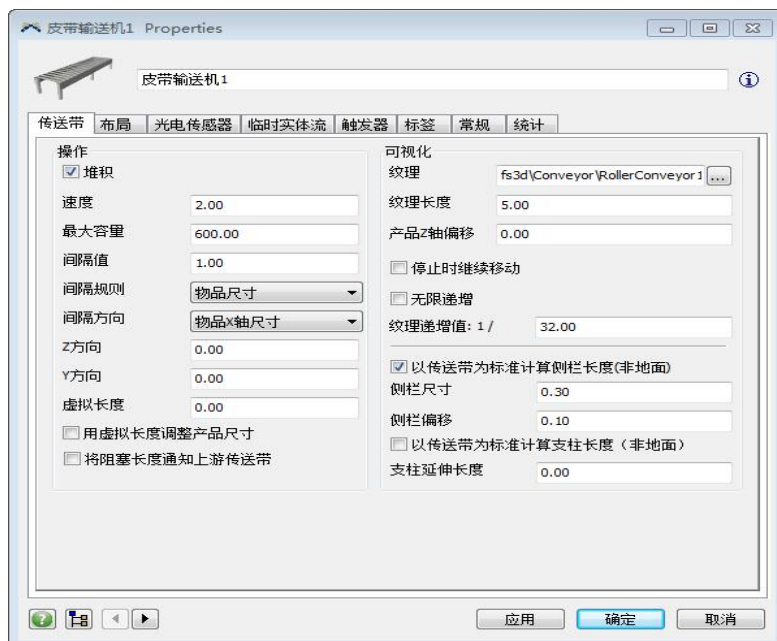 皮带输送机1 Properties
皮带输送机1
传送带 布局 光电传感器 临时实体流 触发器 标签 常规 统计
操作
堆积
速度 2.00
最大容量 600.00
间隔值 1.00
间隔规则 物品尺寸
间隔方向 物品X轴尺寸
Z方向 0.00
Y方向 0.00
虚拟长度 0.00
用虚拟长度调整产品尺寸
将阻塞长度通知上游传送带
可视化
纹理 fs3d\Conveyor\RollerConveyor1 ...
纹理长度 5.00
产品Z轴偏移 0.00
停止时继续移动
无限递增
纹理递增值: 1 / 32.00
以传送带为标准计算侧栏长度(非地面)
侧栏尺寸 0.30
侧栏偏移 0.10
以传送带为标准计算支柱长度（非地面）
支柱延伸长度 0.00
应用 确定 取消